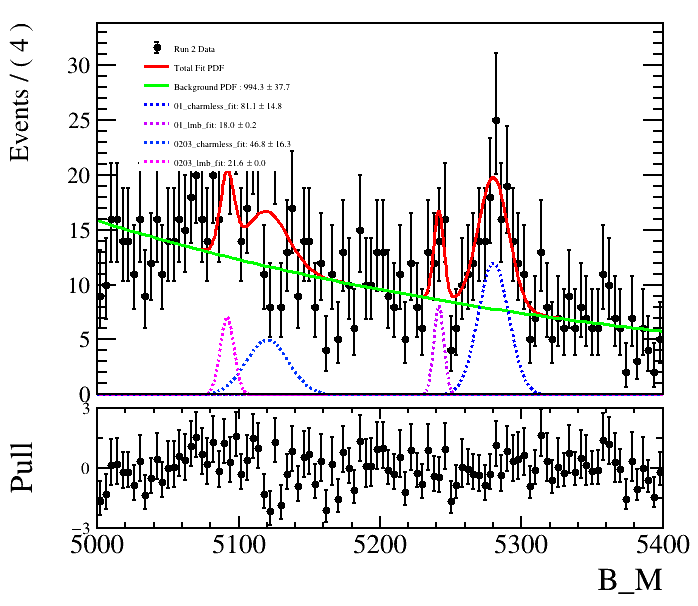 Events / ( 4 )
30
25
20
15
10
5
0
Run 2 Data
Total Fit PDF
Background PDF : 994.3 ± 37.7
01_charmless_fit: 81.1 ± 14.8
01_lmb_fit: 18.0 ± 0.2
0203_charmless_fit: 46.8 ± 16.3
0203_lmb_fit: 21.6 ± 0.0
Pull
3
0
−3
5000 5100 5200 5300 5400
B_M